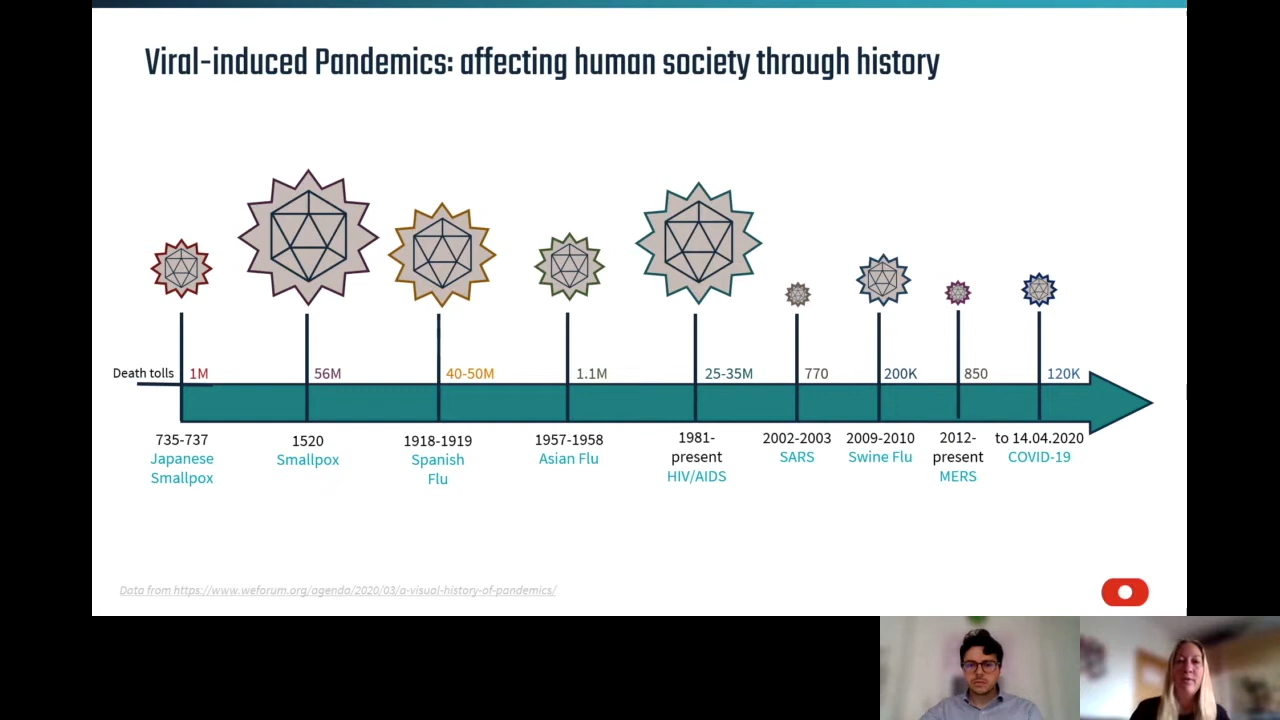 Viral-induced Pandemics: affecting human society through history
Death tolls
1M
56M
40-50M
1.1M
25-35M
770
200K
850
120K
735-737
Japanese
Smallpox
1520
Smallpox
1918-1919
Spanish
Flu
1957-1958
Asian Flu
1981-
present
HIV/AIDS
2002-2003
SARS
2009-2010
Swine Flu
2012-
present
MERS
to 14.04.2020
COVID-19
Data from https://www.weforum.org/agenda/2020/03/a-visual-history-of-pandemics/